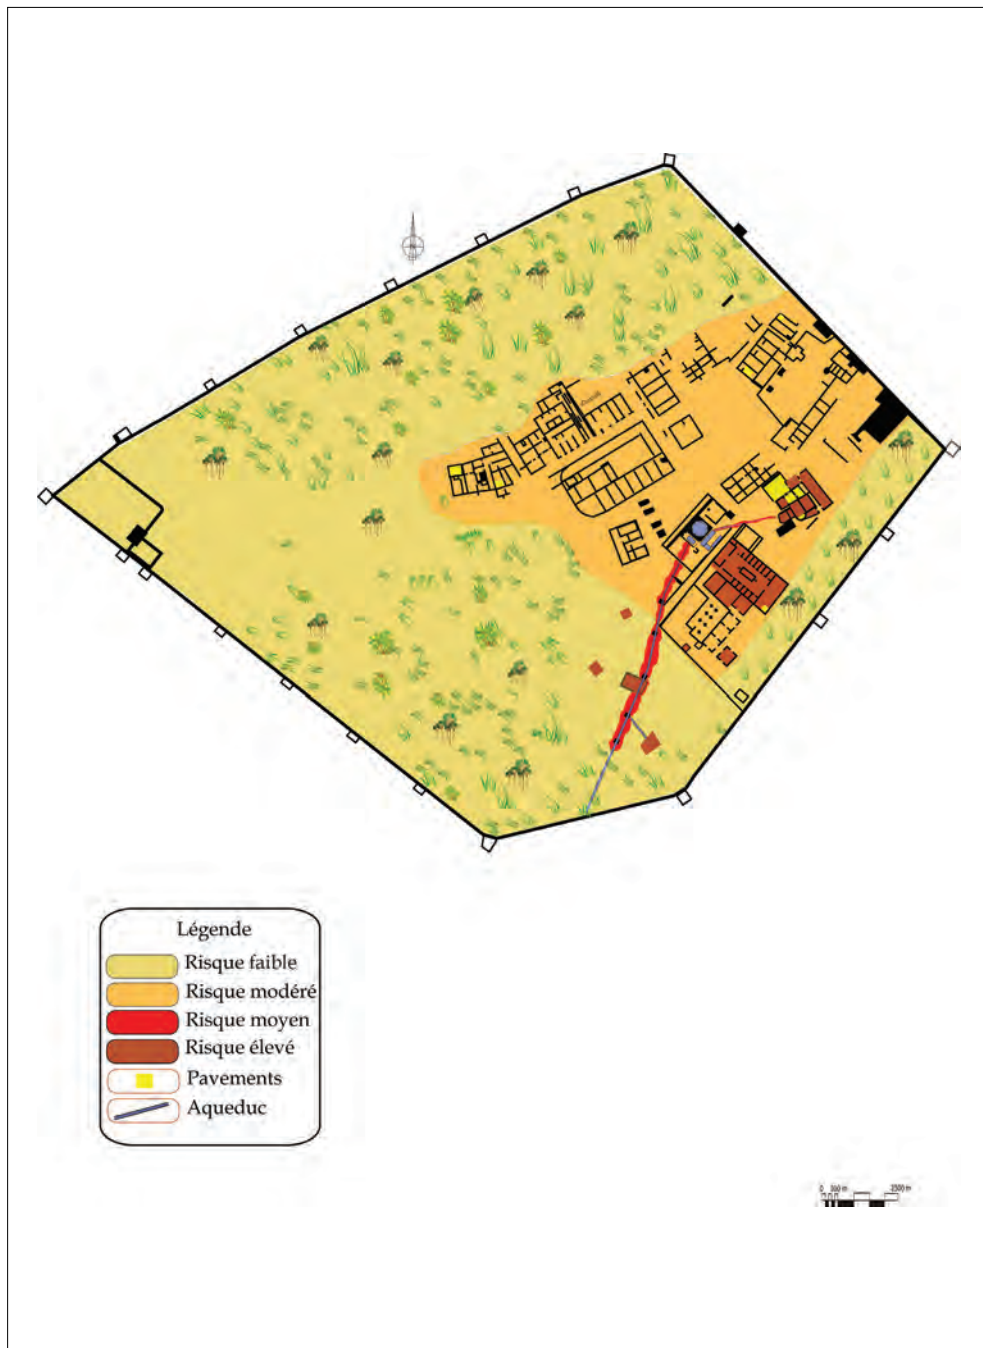 Légende
Risque faible
Risque modéré
Risque moyen
Risque élevé
Pavements
Aqueduc